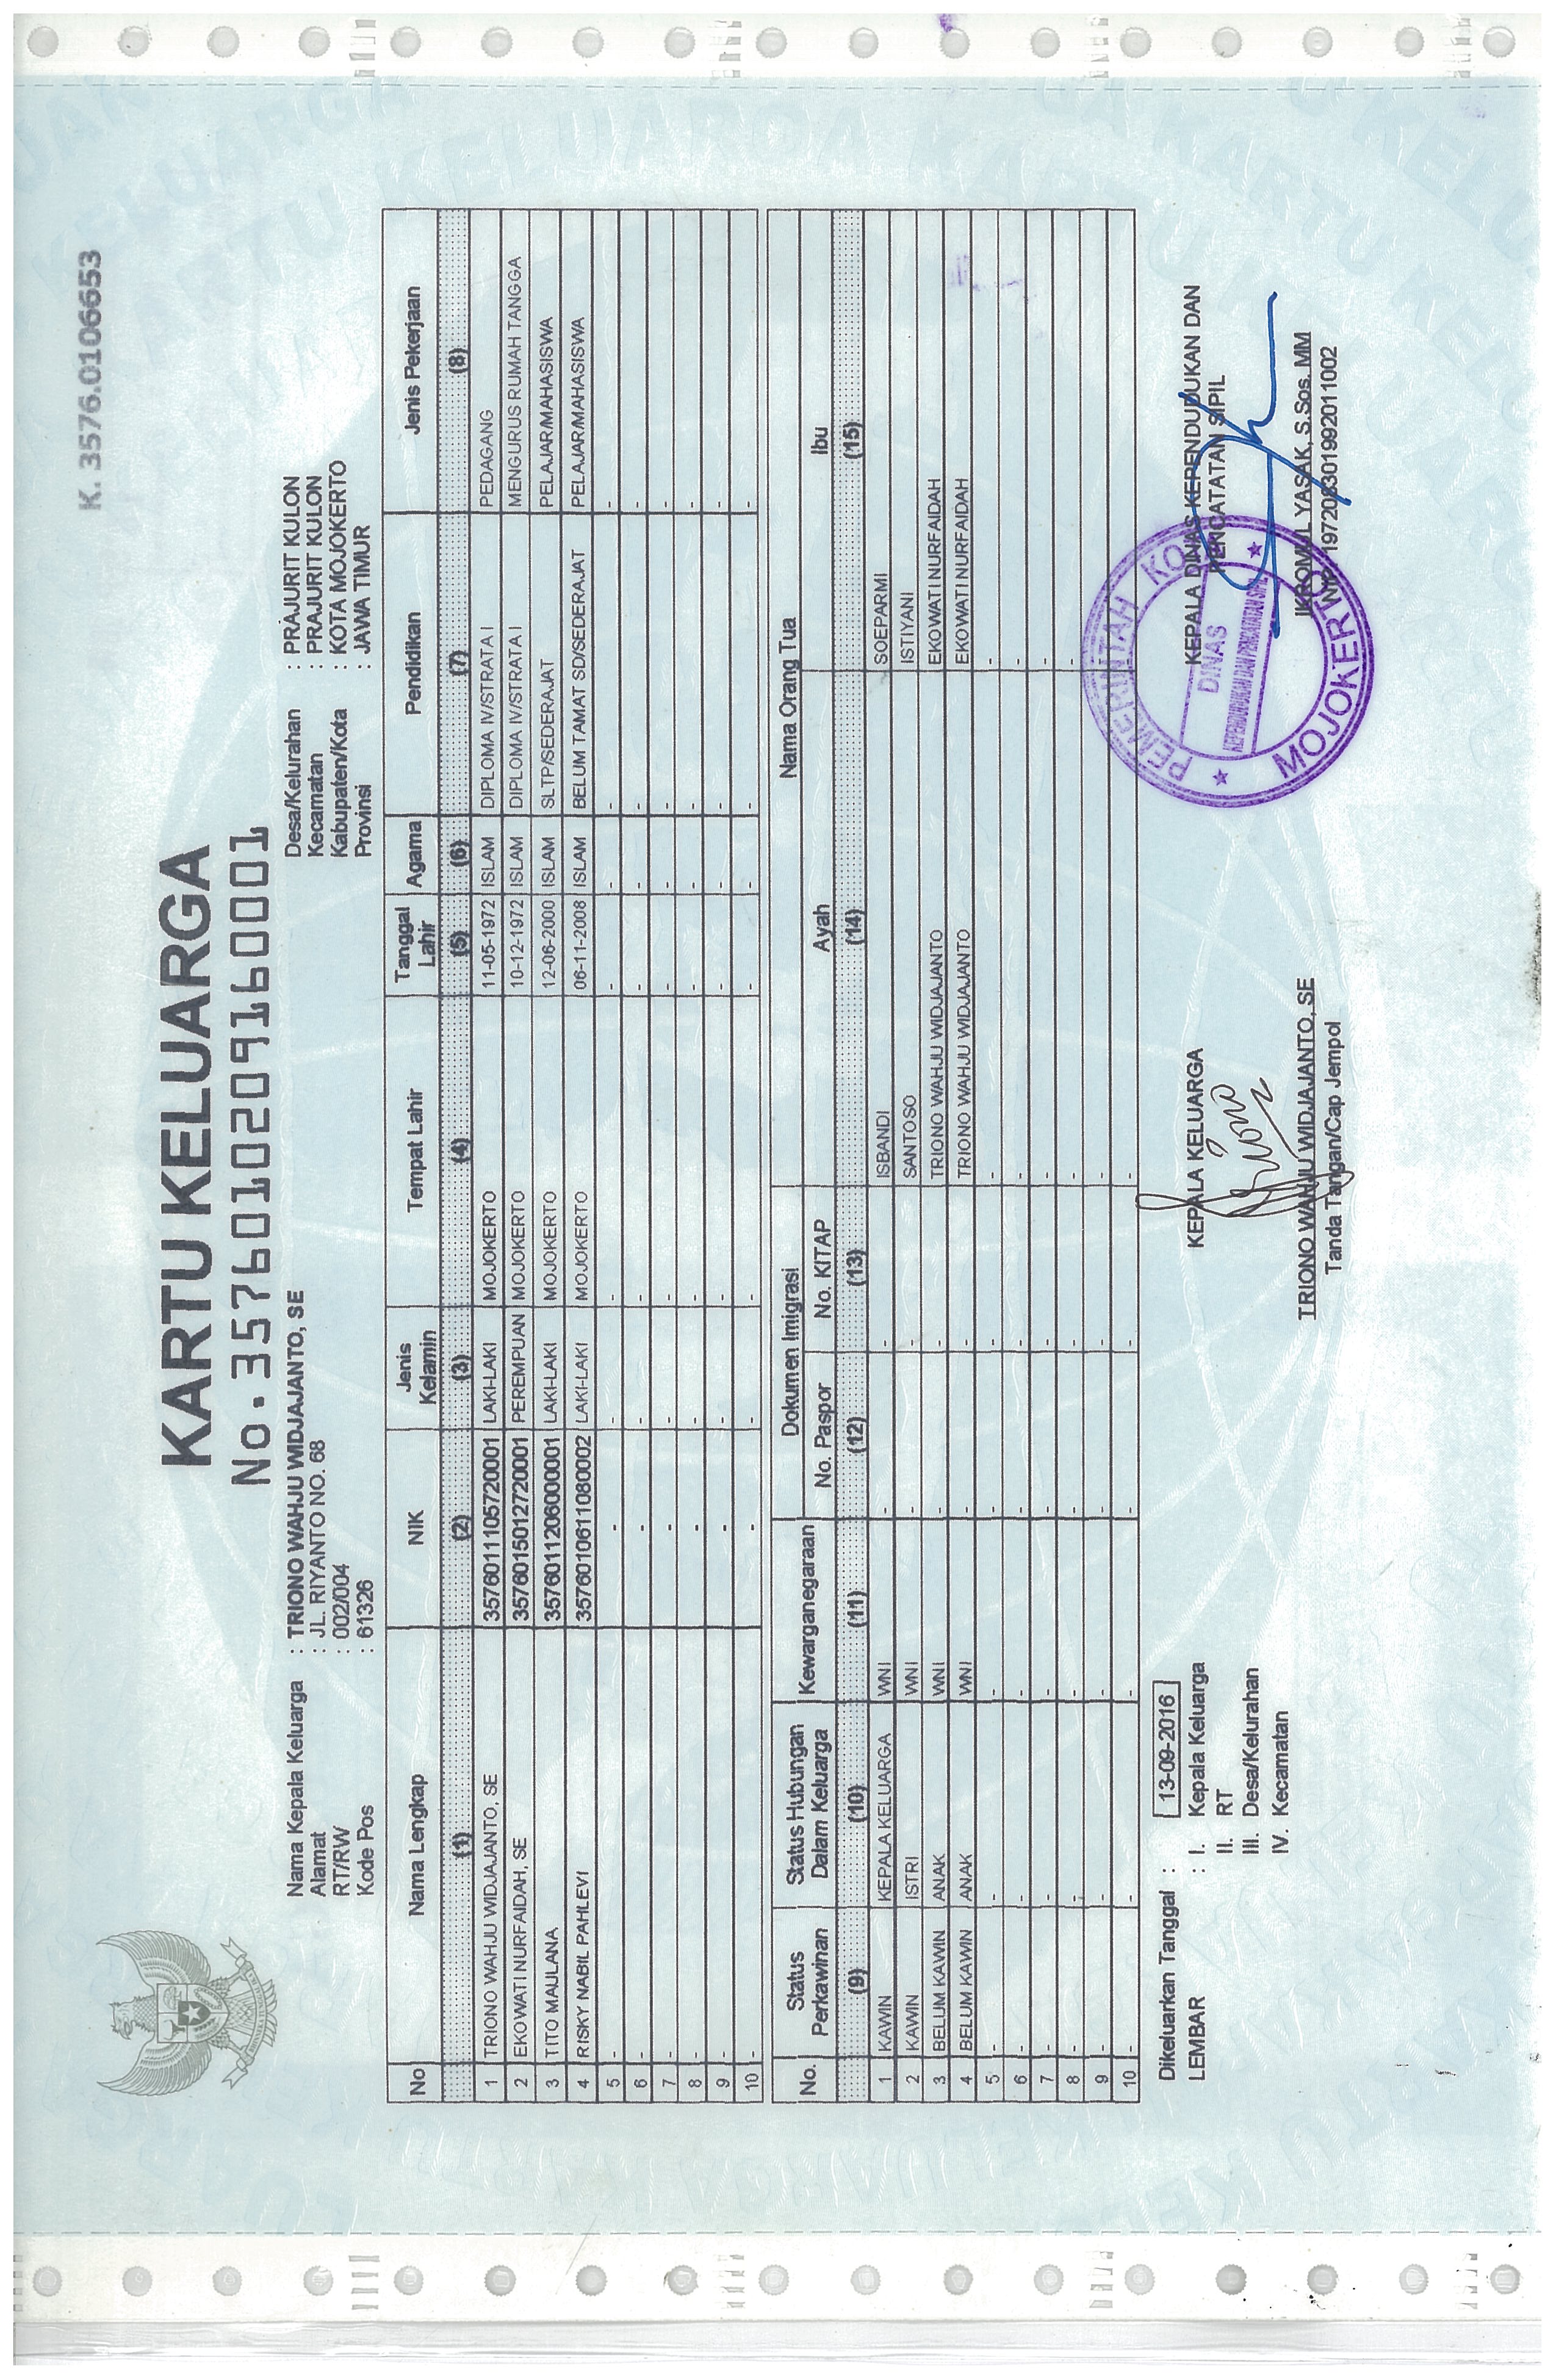 K. 3576.0106653
BHINNEKA TUNGGAL IKA
KARTU KELUARGA
No. 3576010209160001
Nama Kepala Keluarga : TRIONO WAHJU WIDJAJANTO, SE
Alamat : JL. RIYANTO NO. 68
RT/RW : 002/004
Kode Pos : 61326
Desa/Kelurahan : PRAJURIT KULON
Kecamatan : PRAJURIT KULON
Kabupaten/Kota : KOTA MOJOKERTO
Provinsi : JAWA TIMUR
No Nama Lengkap NIK Jenis Kelamin Tempat Lahir Tanggal Lahir Agama Pendidikan Jenis Pekerjaan
(1) (2) (3) (4) (5) (6) (7) (8)
1 TRIONO WAHJU WIDJAJANTO, SE 3576011105720001 LAKI-LAKI MOJOKERTO 11-05-1972 ISLAM DIPLOMA IV/STRATA I PEDAGANG
2 EKOWATI NURFAIDAH, SE 3576015012720001 PEREMPUAN MOJOKERTO 10-12-1972 ISLAM DIPLOMA IV/STRATA I MENGURUS RUMAH TANGGA
3 TITO MAULANA 3576011206000001 LAKI-LAKI MOJOKERTO 12-06-2000 ISLAM SLTP/SEDERAJAT PELAJAR/MAHASISWA
4 RISKY NABIL PAHLEVI 3576010611080002 LAKI-LAKI MOJOKERTO 06-11-2008 ISLAM BELUM TAMAT SD/SEDERAJAT PELAJAR/MAHASISWA
5 - - - - - - - -
6 - - - - - - - -
7 - - - - - - - -
8 - - - - - - - -
9 - - - - - - - -
10 - - - - - - - -
No. Status Perkawinan Status Hubungan Dalam Keluarga Kewarganegaraan Dokumen Imigrasi Nama Orang Tua
No. Paspor No. KITAP Ayah Ibu
(9) (10) (11) (12) (13) (14) (15)
1 KAWIN KEPALA KELUARGA WNI - - ISBANDI SOEPARMI
2 KAWIN ISTRI WNI - - SANTOSO ISTIYANI
3 BELUM KAWIN ANAK WNI - - TRIONO WAHJU WIDJAJANTO EKOWATI NURFAIDAH
4 BELUM KAWIN ANAK WNI - - TRIONO WAHJU WIDJAJANTO EKOWATI NURFAIDAH
5 - - - - - - -
6 - - - - - - -
7 - - - - - - -
8 - - - - - - -
9 - - - - - - -
10 - - - - - - -
Dikeluarkan Tanggal : 13-09-2016
LEMBAR : I. Kepala Keluarga
II. RT
III. Desa/Kelurahan
IV. Kecamatan
KEPALA KELUARGA
Triono
TRIONO WAHJU WIDJAJANTO, SE
Tanda Tangan/Cap Jempol
KEPALA DINAS KEPENDUDUKAN DAN
PENCATATAN SIPIL
IKROMUL YASAK, S.Sos. MM
NIP. 197208301992011002
PEMERINTAH KO
DINAS
KEPENDUDUKAN DAN PENCATATAN SIPIL
MOJOKERTO